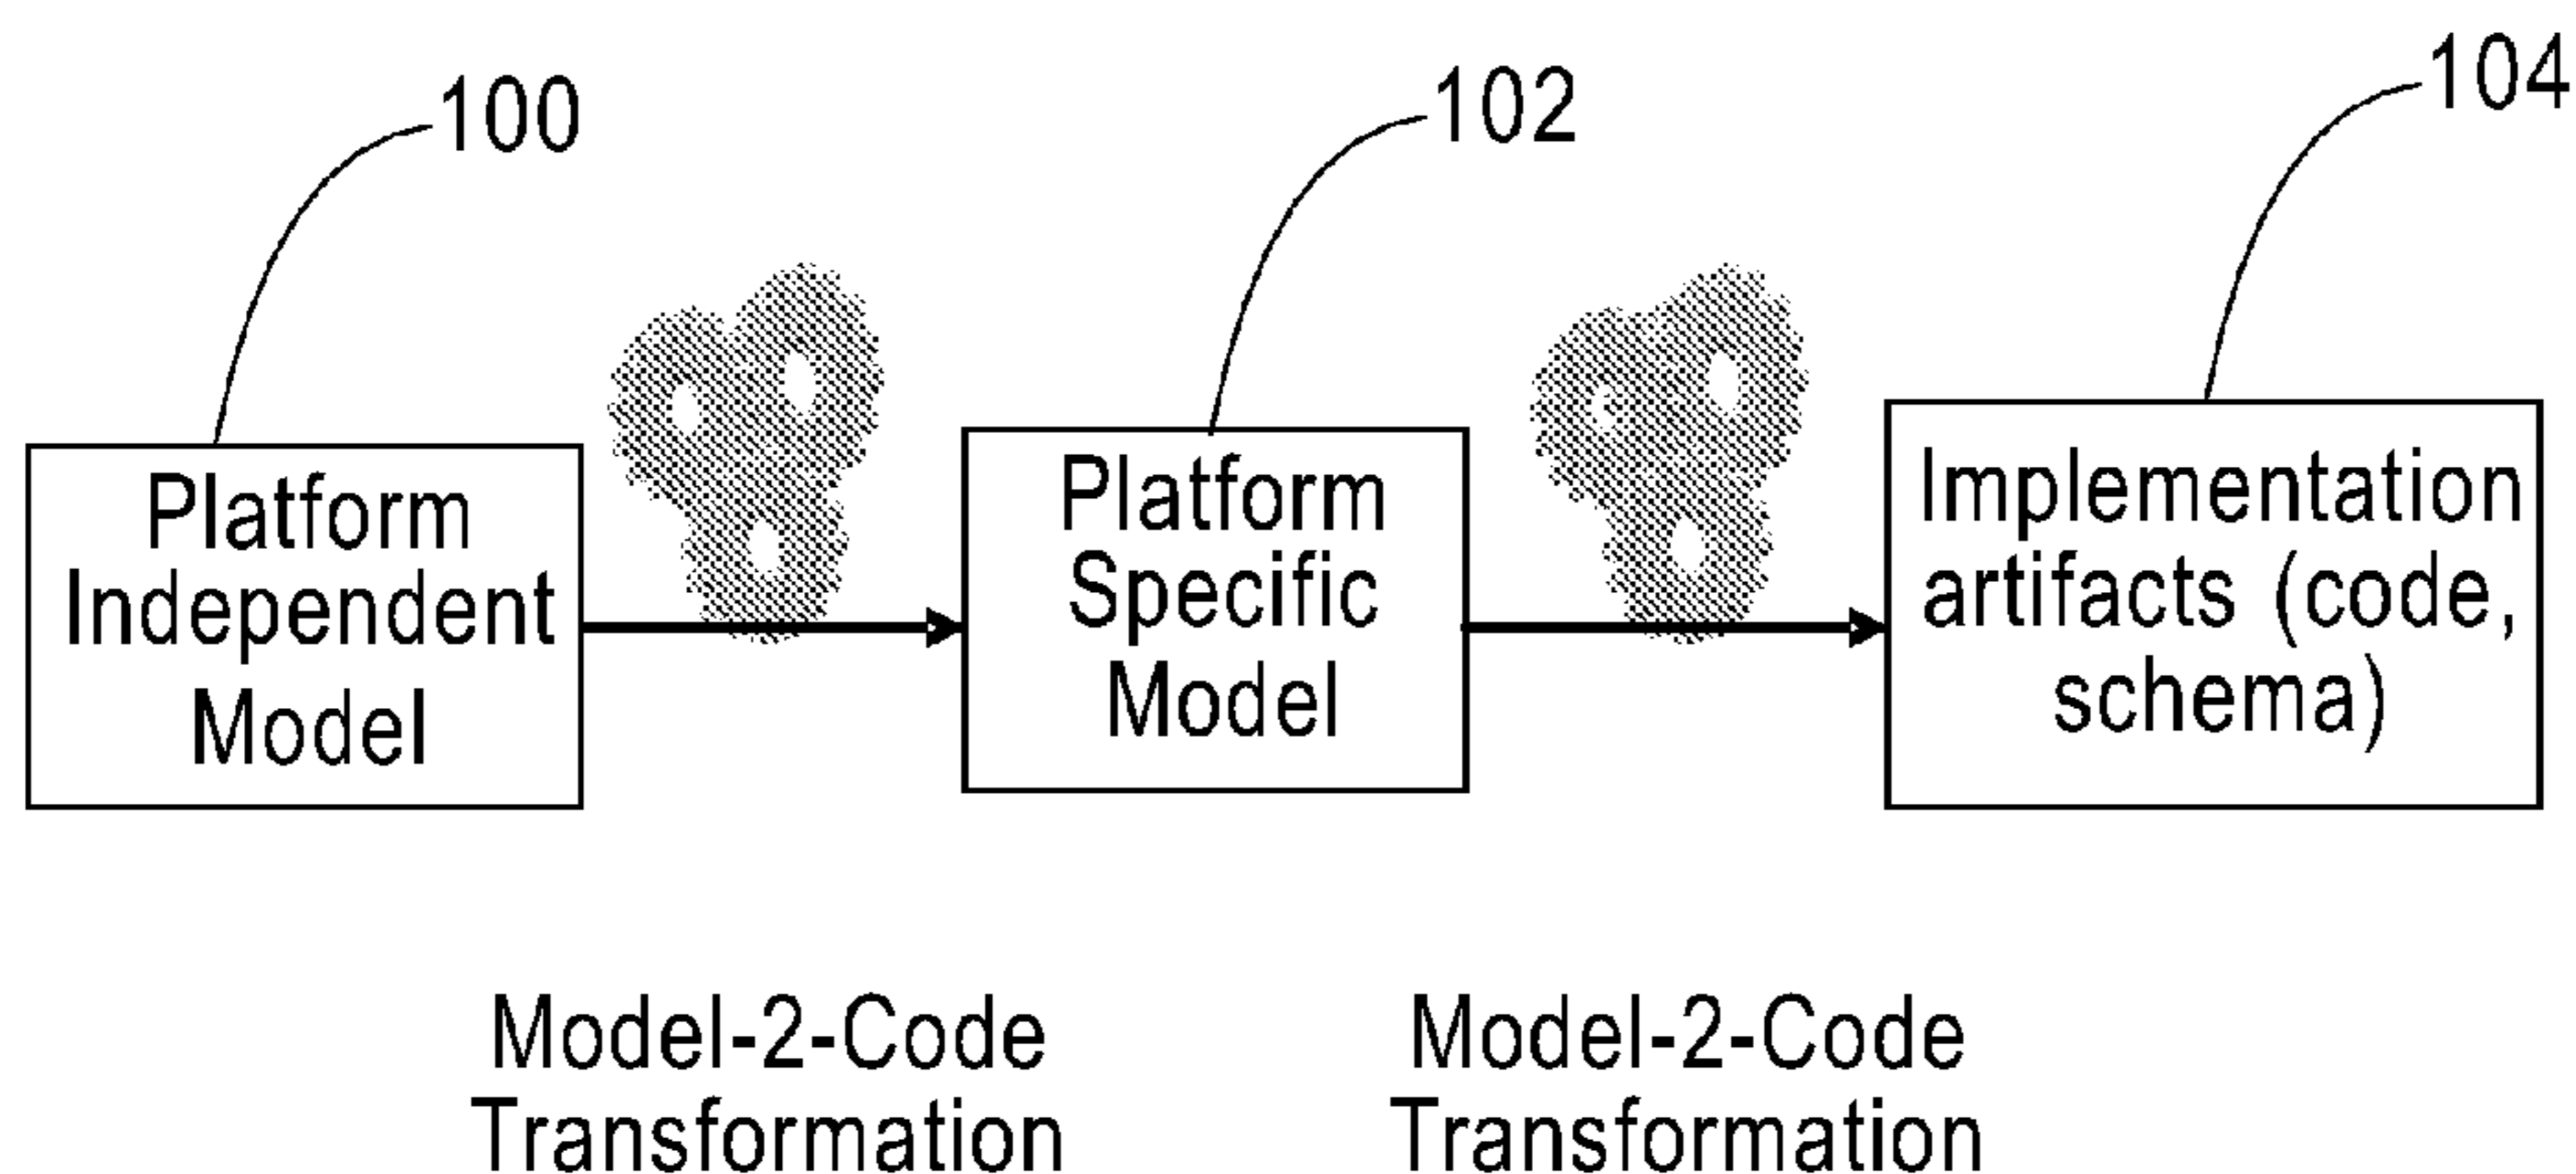 100
102
104
Platform
Independent
Model
Platform
Specific
Model
Implementation
artifacts (code,
schema)
Model-2-Code
Transformation
Model-2-Code
Transformation